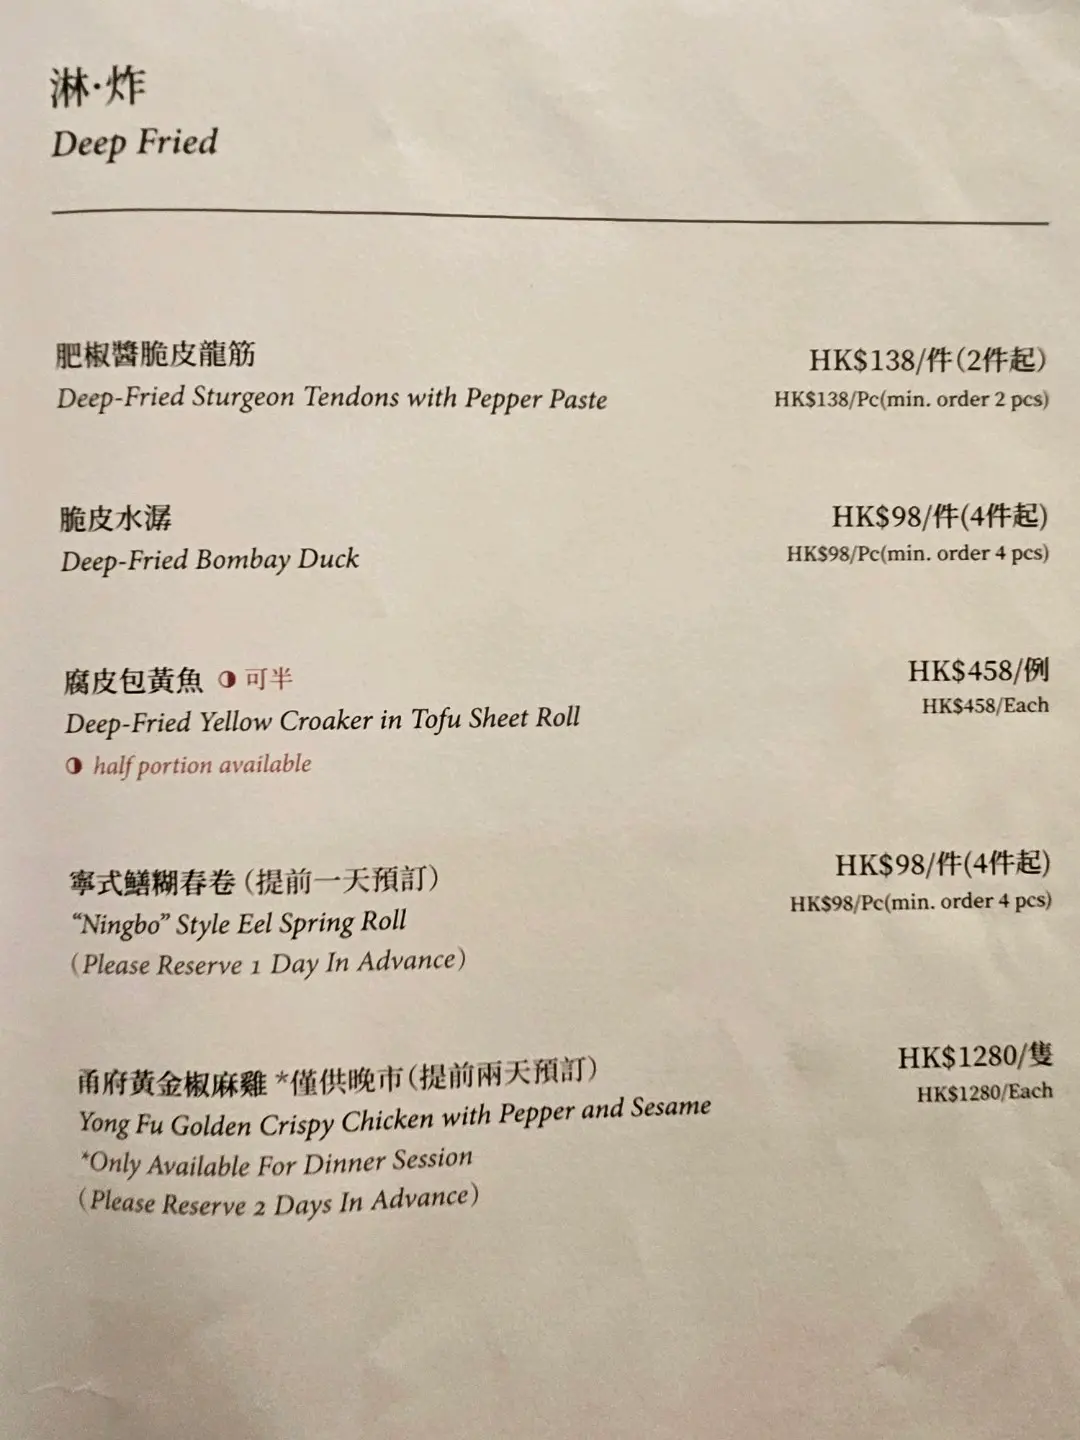 淋·炸
Deep Fried
肥椒醬脆皮龍筋
HK$138/件(2件起)
Deep-Fried Sturgeon Tendons with Pepper Paste
HK$138/Pc(min. order 2 pcs)
脆皮水潺
HK$98/件(4件起)
Deep-Fried Bombay Duck
HK$98/Pc(min. order 4 pcs)
腐皮包黃魚 ◑ 可半
HK$458/例
Deep-Fried Yellow Croaker in Tofu Sheet Roll
HK$458/Each
◑ half portion available
寧式鱔糊春卷 (提前一天預訂)
HK$98/件(4件起)
“Ningbo” Style Eel Spring Roll
HK$98/Pc(min. order 4 pcs)
(Please Reserve 1 Day In Advance)
甬府黃金椒麻雞 *僅供晚市(提前兩天預訂)
HK$1280/隻
Yong Fu Golden Crispy Chicken with Pepper and Sesame
HK$1280/Each
*Only Available For Dinner Session
(Please Reserve 2 Days In Advance)